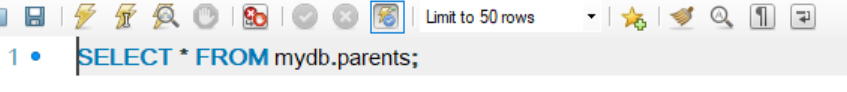 Limit to 50 rows
1 SELECT * FROM mydb.parents;